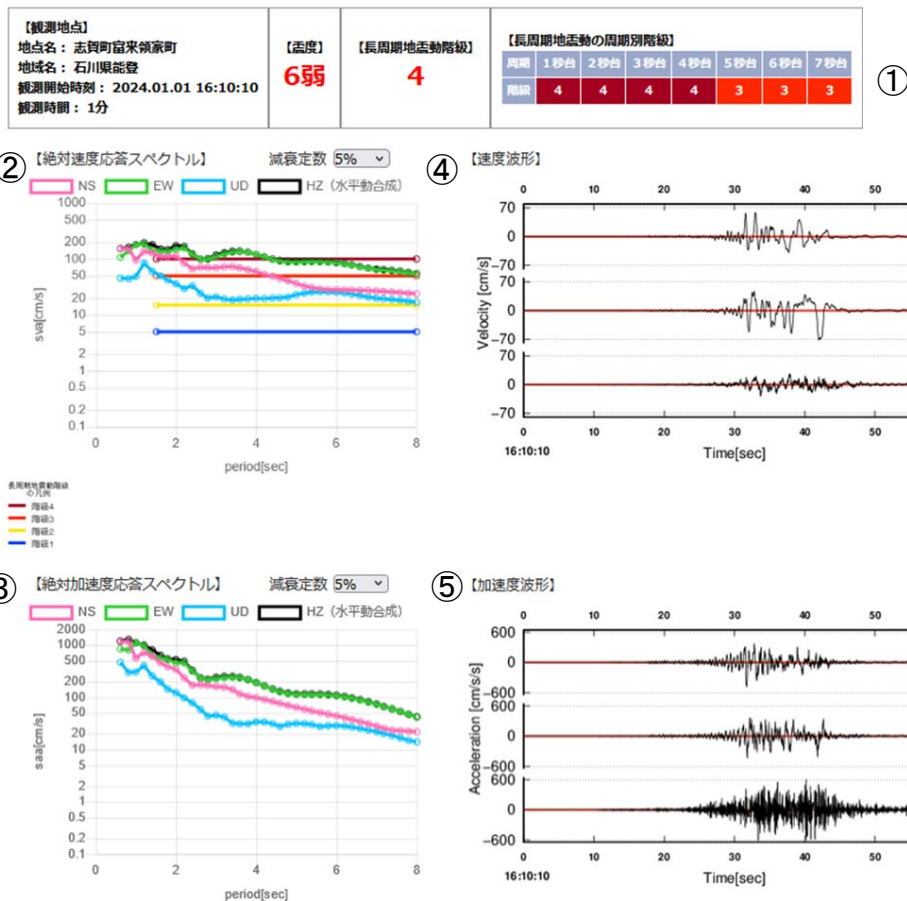 【観測地点】
地点名： 志賀町富来領家町
地域名： 石川県能登
観測開始時刻： 2024.01.01 16:10:10
観測時間： 1分
【震度】
6弱
【長周期地震動階級】
4
【長周期地震動の周期別階級】
周期 1秒台 2秒台 3秒台 4秒台 5秒台 6秒台 7秒台
階級 4 4 4 4 3 3 3
①
② 【絶対速度応答スペクトル】 減衰定数 5%
NS EW UD HZ（水平動合成）
1000
500
200
100
50
20
10
5
2
1
0.5
0.2
0.1
sva[cm/s]
0 2 4 6 8
period[sec]
長周期地震動階級
の凡例
階級4
階級3
階級2
階級1
④ 【速度波形】
0 10 20 30 40 50
70
0
-70
70
0
-70
70
0
-70
Velocity [cm/s]
0 10 20 30 40 50
16:10:10 Time[sec]
③ 【絶対加速度応答スペクトル】 減衰定数 5%
NS EW UD HZ（水平動合成）
2000
1000
500
200
100
50
20
10
5
2
1
0.5
0.2
0.1
saa[cm/s]
0 2 4 6 8
period[sec]
⑤ 【加速度波形】
0 10 20 30 40 50
600
0
-600
600
0
-600
600
0
-600
Acceleration [cm/s/s]
0 10 20 30 40 50
16:10:10 Time[sec]